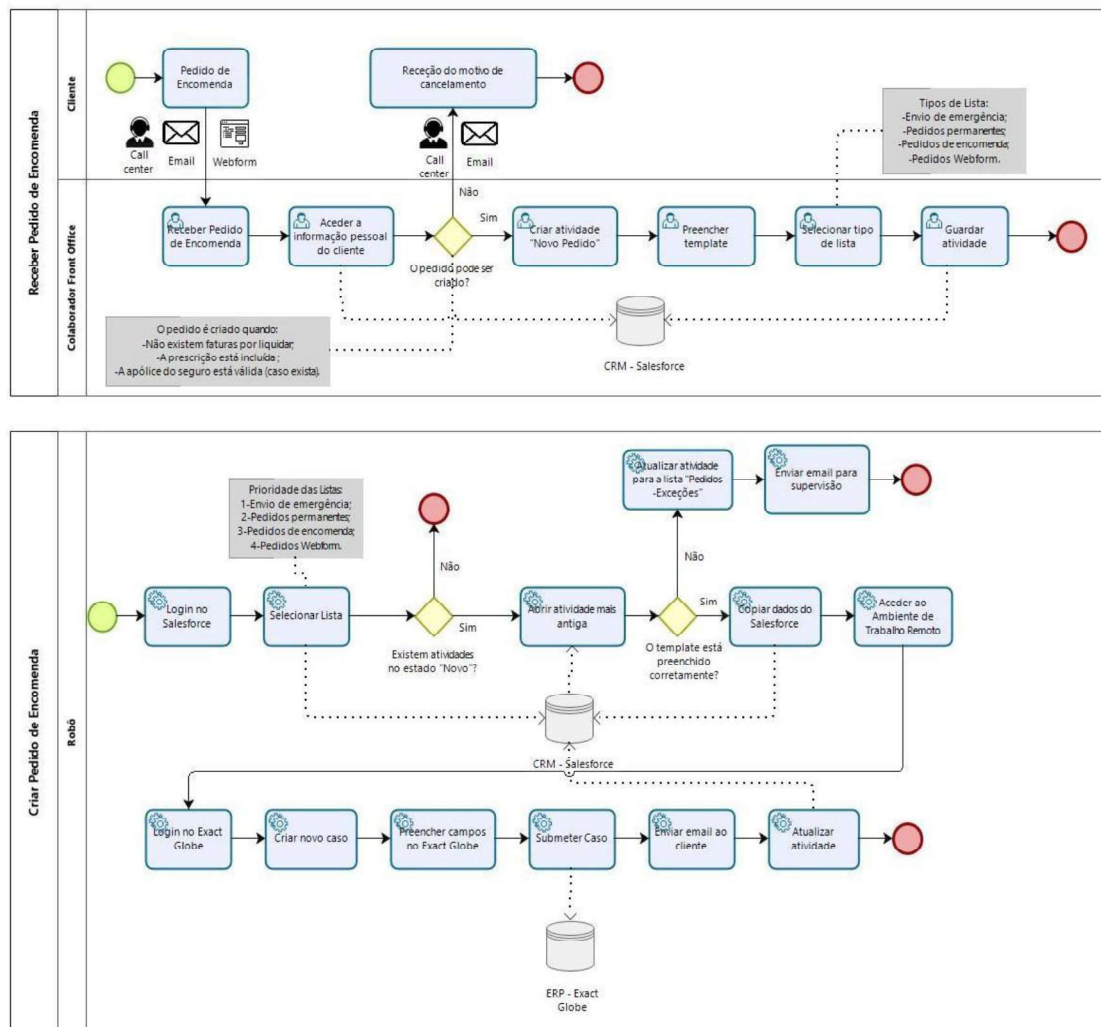 Receber Pedido de Encomenda
Cliente
Pedido de
Encomenda
Receção do motivo de
cancelamento
Call
center
Email
Webform
Call
center
Email
Tipos de Lista:
-Envio de emergência;
-Pedidos permanentes;
-Pedidos de encomenda;
-Pedidos Webform.
Colaborador Front Office
Receber Pedido
de Encomenda
Aceder a
informação pessoal
do cliente
Não
Sim
O pedido pode ser
criado?
Criar atividade
"Novo Pedido"
Preencher
template
Selecionar tipo
de lista
Guardar
atividade
O pedido é criado quando:
-Não existem faturas por liquidar;
-A prescrição está incluída ;
-A apólice do seguro está válida (caso exista).
CRM - Salesforce
Criar Pedido de Encomenda
Robô
Prioridade das Listas:
1-Envio de emergência;
2-Pedidos permanentes;
3-Pedidos de encomenda;
4-Pedidos Webform.
Atualizar atividade
para a lista "Pedidos
-Exceções"
Enviar email para
supervisão
Não
Não
Login no
Salesforce
Selecionar Lista
Sim
Existem atividades
no estado "Novo"?
Abrir atividade mais
antiga
Sim
O template está
preenchido
corretamente?
Copiar dados do
Salesforce
Aceder ao
Ambiente de
Trabalho Remoto
CRM - Salesforce
Login no Exact
Globe
Criar novo caso
Preencher campos
no Exact Globe
Submeter Caso
Enviar email ao
cliente
Atualizar
atividade
ERP - Exact
Globe